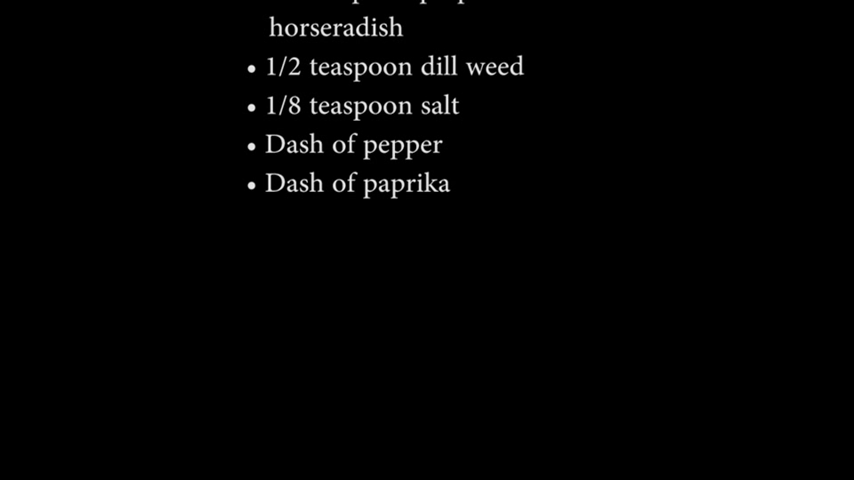 horseradish
• 1/2 teaspoon dill weed
• 1/8 teaspoon salt
• Dash of pepper
• Dash of paprika